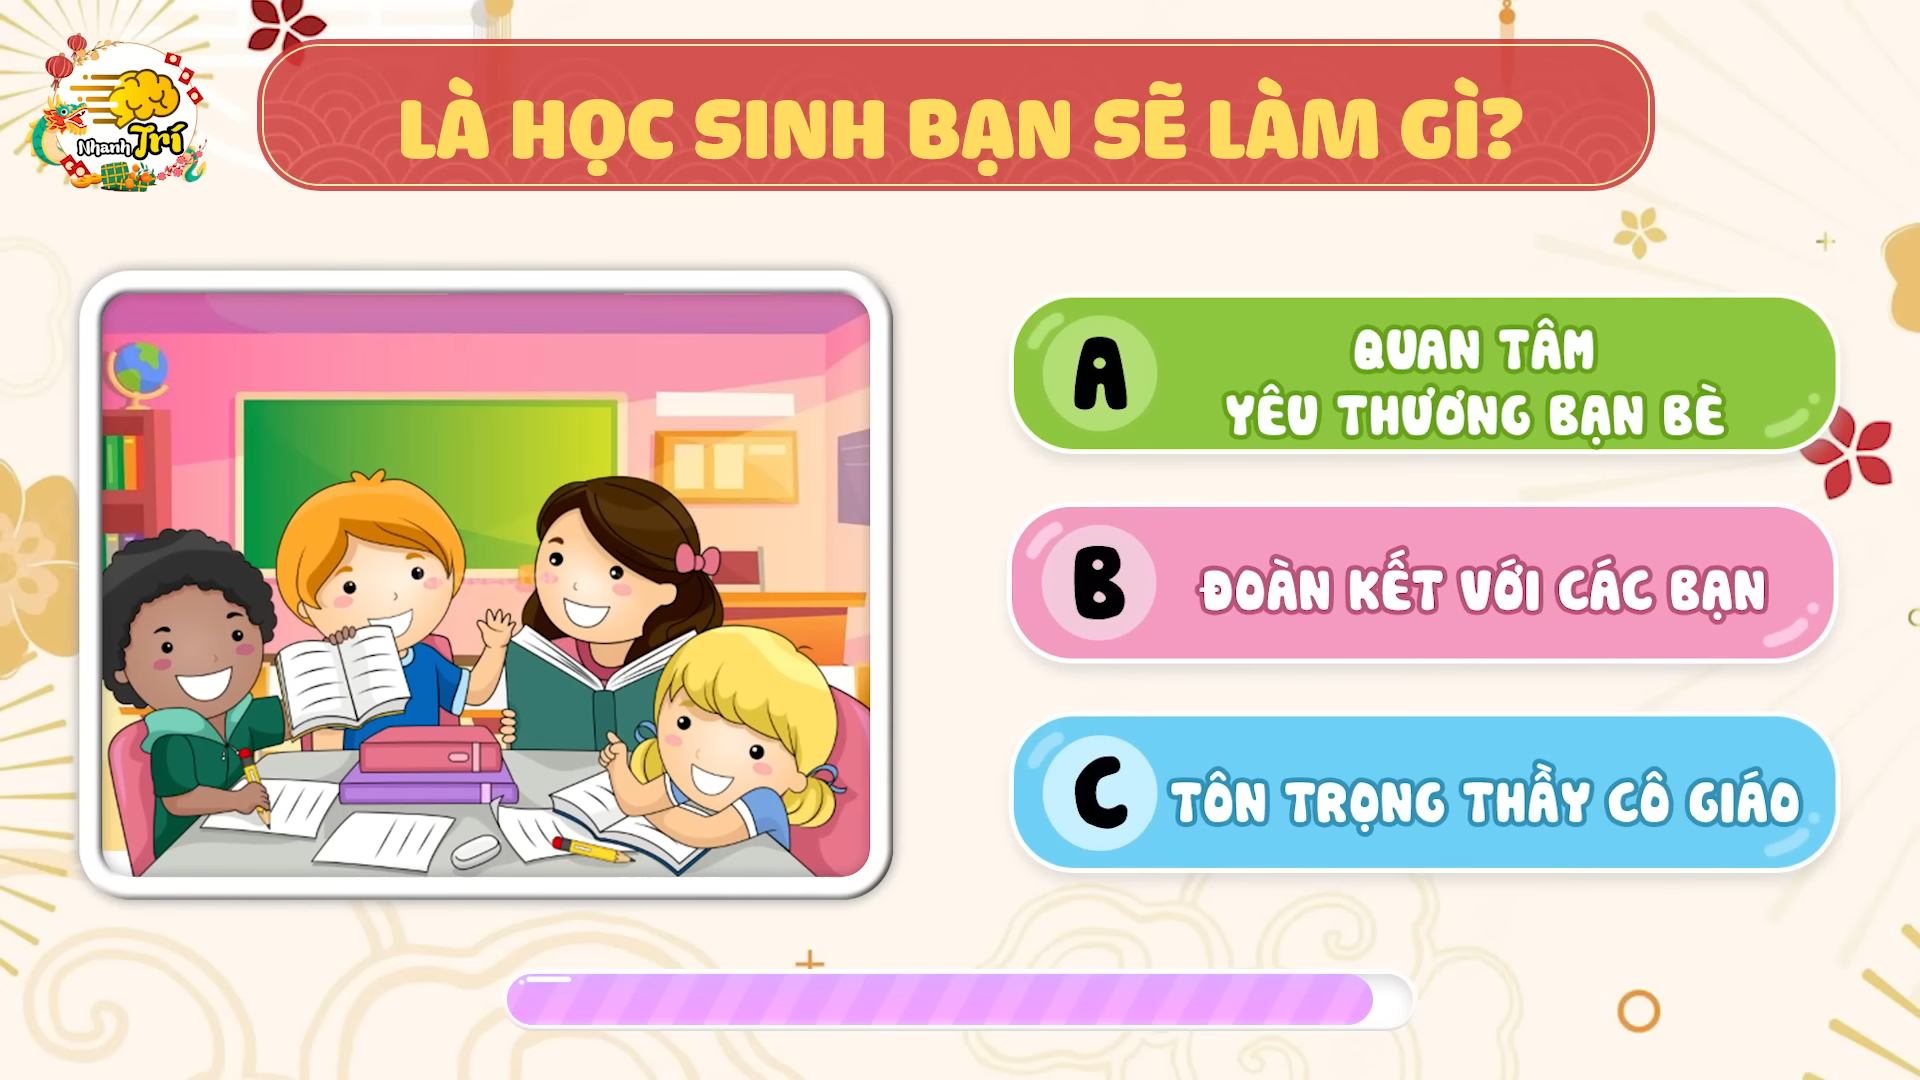 Nhanh Trí
LÀ HỌC SINH BẠN SẼ LÀM GÌ?
A
QUAN TÂM
YÊU THƯƠNG BẠN BÈ
B
ĐOÀN KẾT VỚI CÁC BẠN
C
TÔN TRỌNG THẦY CÔ GIÁO